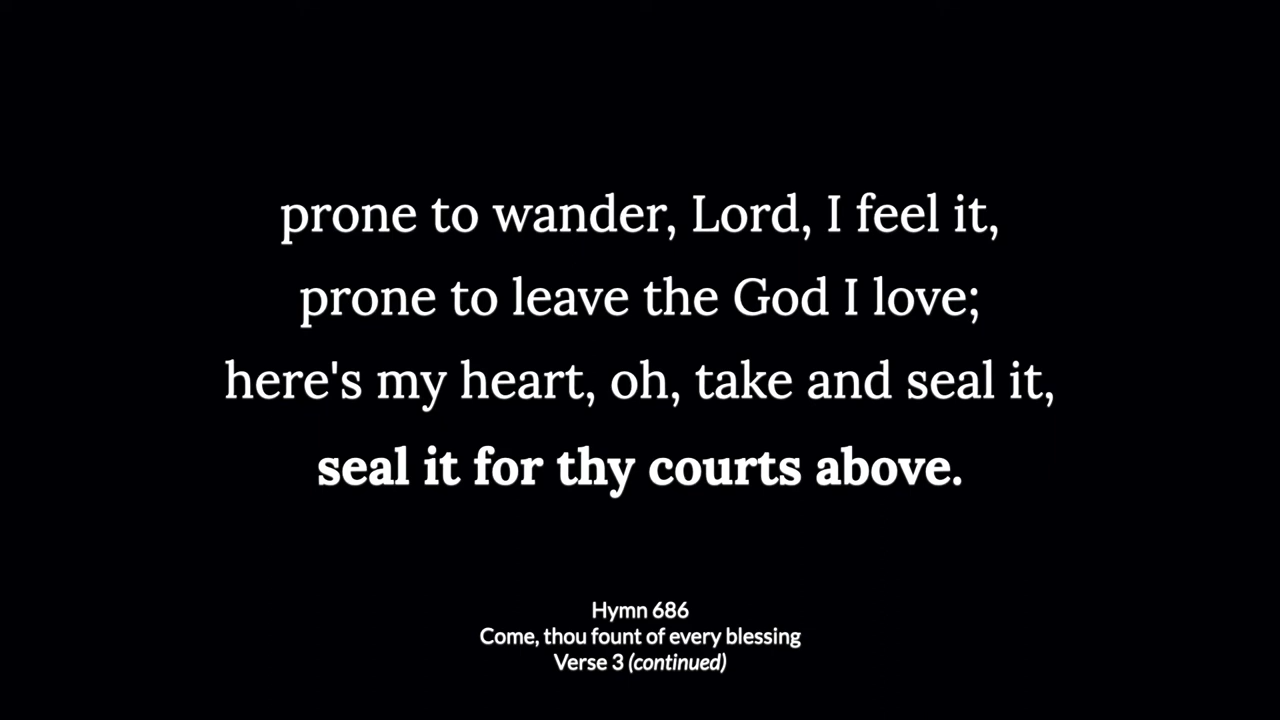 prone to wander, Lord, I feel it,
prone to leave the God I love;
here's my heart, oh, take and seal it,
seal it for thy courts above.
Hymn 686
Come, thou fount of every blessing
Verse 3 (continued)